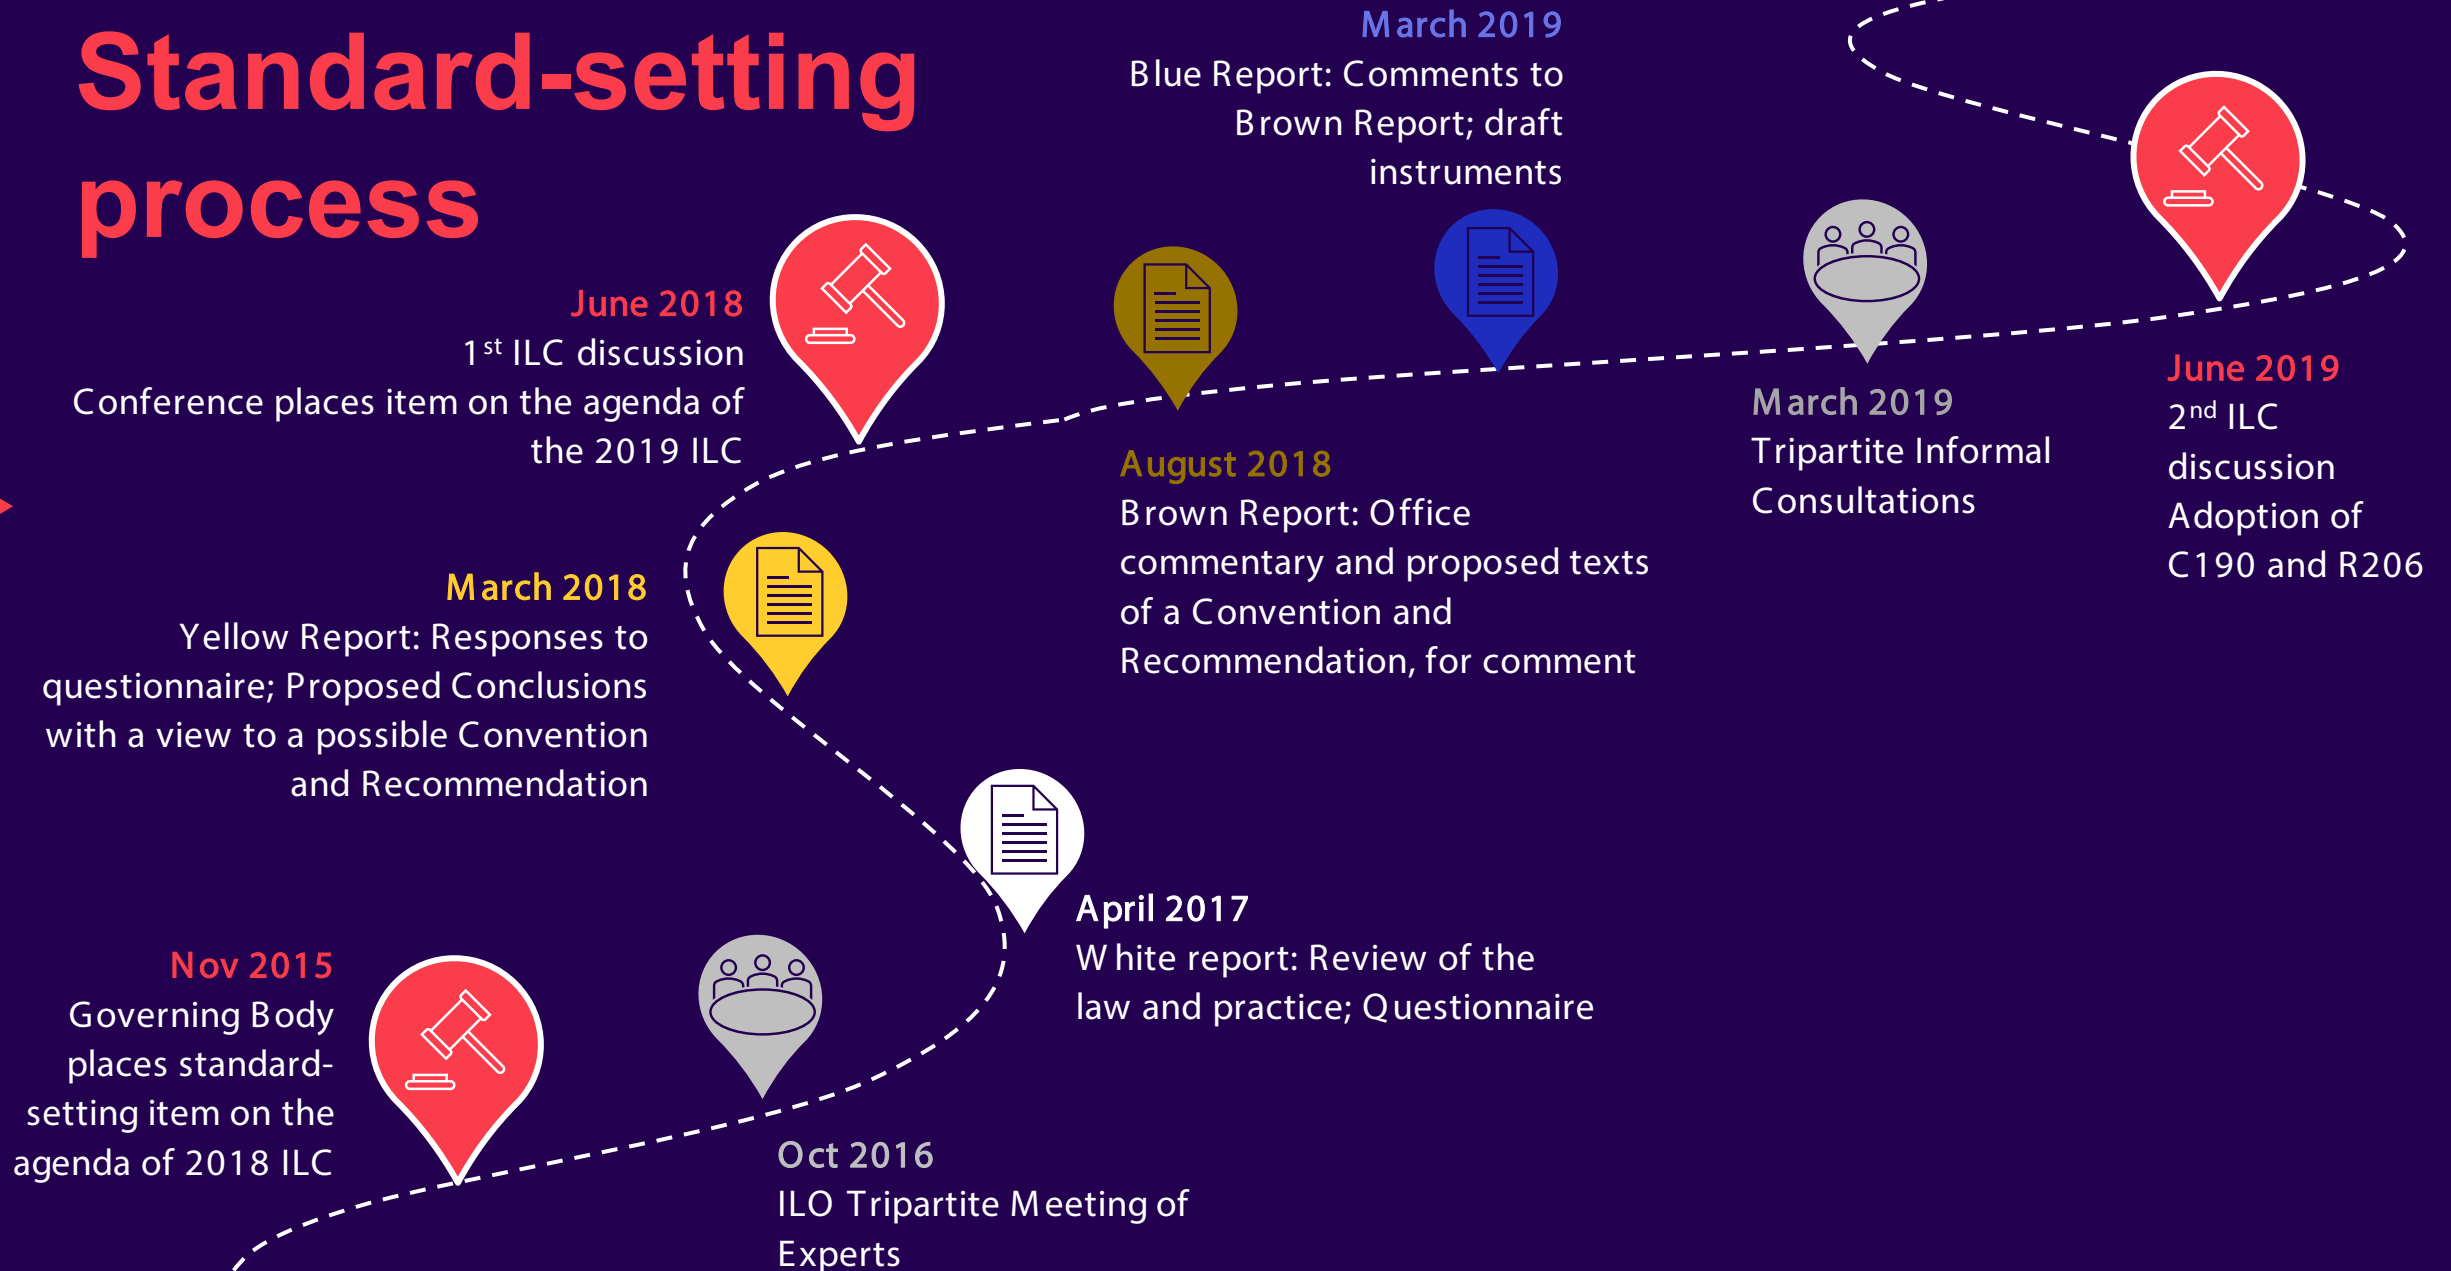 Standard-setting
process
March 2019
Blue Report: Comments to
Brown Report; draft
instruments
June 2018
1st ILC discussion
Conference places item on the agenda of
the 2019 ILC
June 2019
2nd ILC
discussion
Adoption of
C190 and R206
March 2019
Tripartite Informal
Consultations
August 2018
Brown Report: Office
commentary and proposed texts
of a Convention and
Recommendation, for comment
March 2018
Yellow Report: Responses to
questionnaire; Proposed Conclusions
with a view to a possible Convention
and Recommendation
April 2017
White report: Review of the
law and practice; Questionnaire
Nov 2015
Governing Body
places standard-
setting item on the
agenda of 2018 ILC
Oct 2016
ILO Tripartite Meeting of
Experts